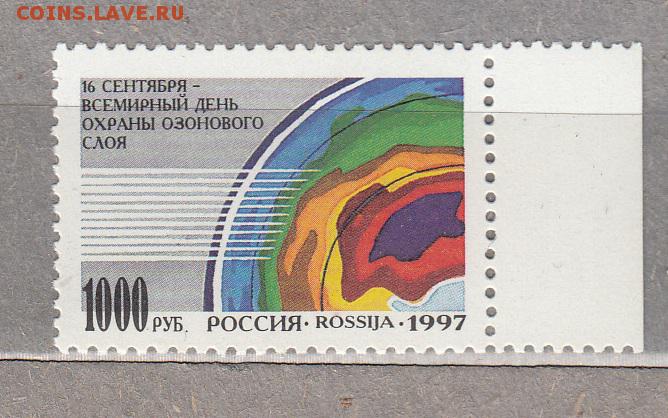 COINS.LAVE.RU
16 СЕНТЯБРЯ –
ВСЕМИРНЫЙ ДЕНЬ
ОХРАНЫ ОЗОНОВОГО
СЛОЯ
1000 РУБ. РОССИЯ · ROSSIJA · 1997